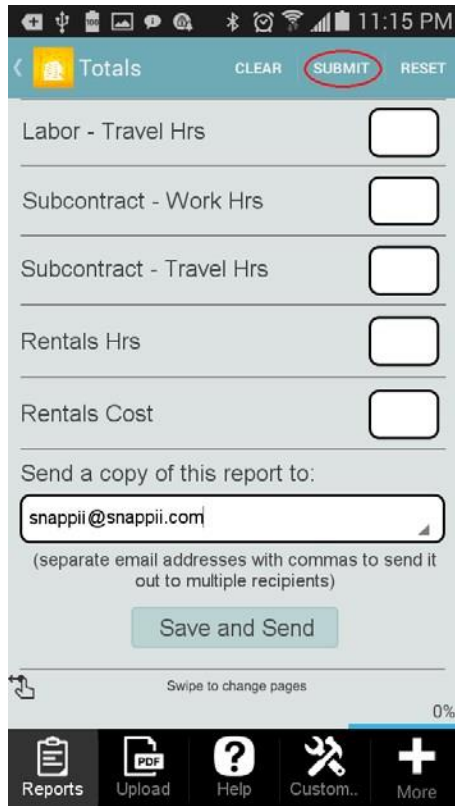 11:15 PM
Totals CLEAR SUBMIT RESET
Labor - Travel Hrs
Subcontract - Work Hrs
Subcontract - Travel Hrs
Rentals Hrs
Rentals Cost
Send a copy of this report to:
snappii@snappii.com
(separate email addresses with commas to send it
out to multiple recipients)
Save and Send
Swipe to change pages
0%
PDF
Reports Upload Help Custom.. More